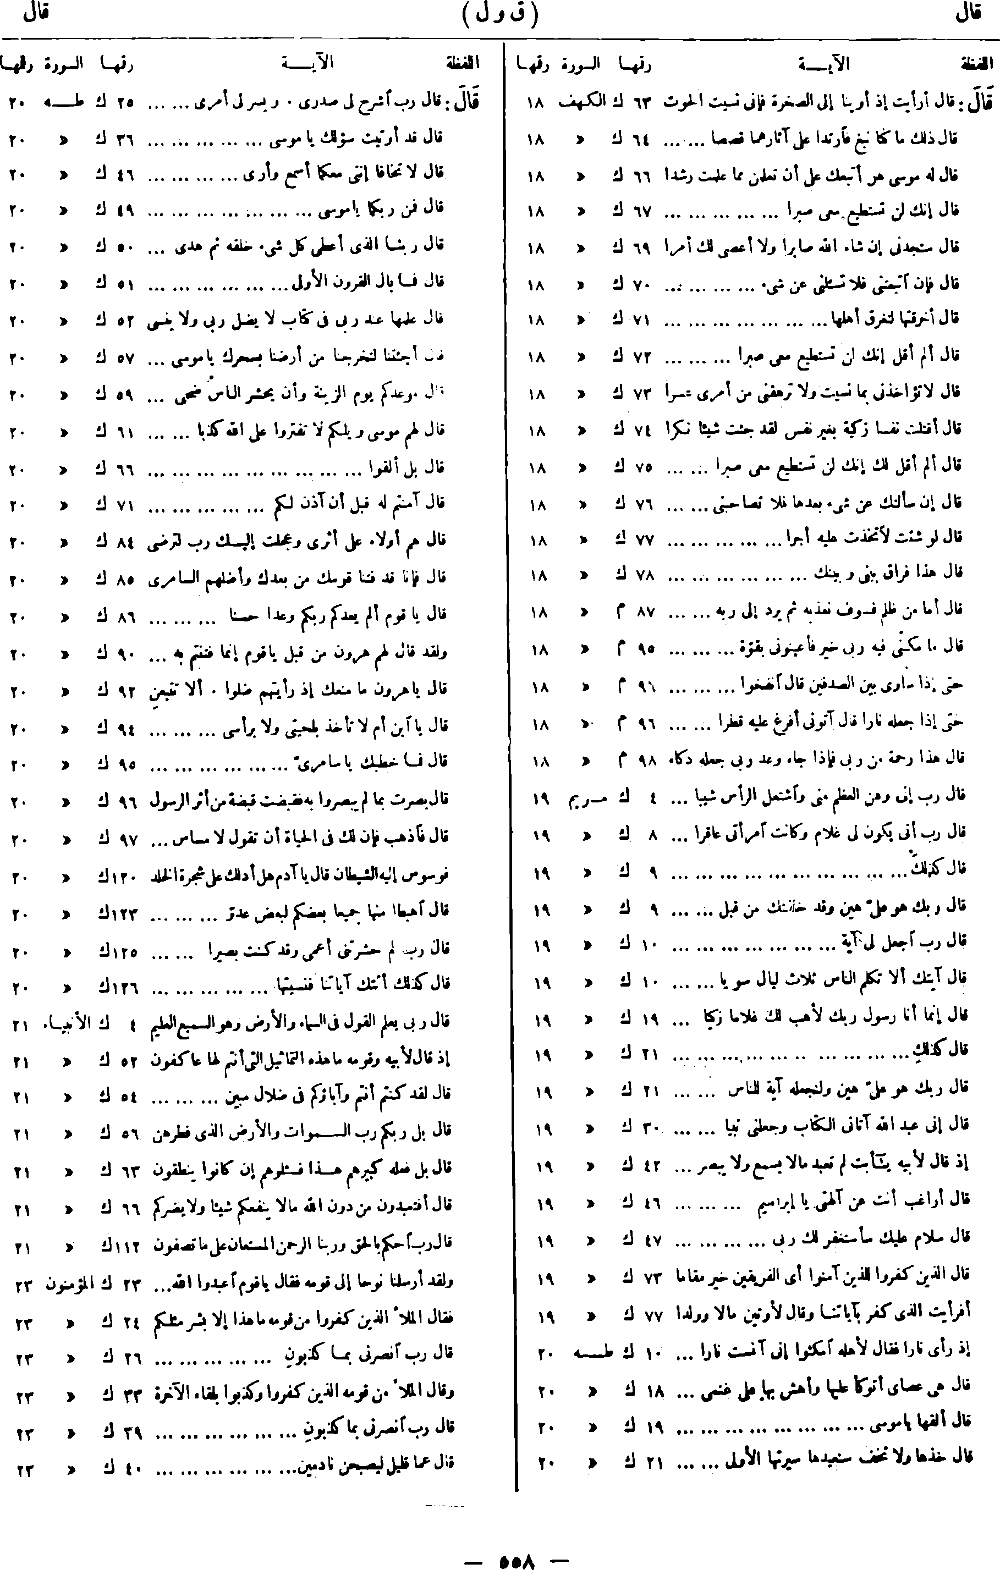 قال (ق و ل) قال
اللفظة الآيــة رقمها السورة رقمها
قَالَ: قال أرأيت إذ أوينا إلى الصخرة فإنى نسيت الحوت ٦٣ ك الكهف ١٨
قال ذلك ما كنا نبغ فارتدا على آثارهما قصصا ... ... ٦٤ ك » ١٨
قال له موسى هل أتبعك على أن تعلمن مما علمت رشدا ٦٦ ك » ١٨
قال إنك لن تستطيع معى صبرا ... ... ... ... ... ٦٧ ك » ١٨
قال ستجدنى إن شاء الله صابرا ولا أعصى لك أمرا ٦٩ ك » ١٨
قال فإن اتبعتنى فلا تسئلنى عن شىء ... ... ... ... ٧٠ ك » ١٨
قال أخرقتها لتغرق أهلها ... ... ... ... ... ... ... ٧١ ك » ١٨
قال ألم أقل إنك لن تستطيع معى صبرا ... ... ... ٧٢ ك » ١٨
قال لا تؤاخذنى بما نسيت ولا ترهقنى من أمرى عسرا ٧٣ ك » ١٨
قال أقتلت نفسا زكية بغير نفس لقد جئت شيئا نكرا ٧٤ ك » ١٨
قال ألم أقل لك إنك لن تستطيع معى صبرا ... ... ٧٥ ك » ١٨
قال إن سألتك عن شىء بعدها فلا تصاحبنى ... ... ٧٦ ك » ١٨
قال لو شئت لاتخذت عليه أجرا ... ... ... ... ... ٧٧ ك » ١٨
قال هذا فراق بينى وبينك ... ... ... ... ... ... ... ٧٨ ك » ١٨
قال أما من ظلم فسوف نعذبه ثم يرد إلى ربه ... ... ٨٧ م » ١٨
قال ما مكنّى فيه ربى خير فأعينونى بقوّة ... ... ... ٩٥ م » ١٨
حتى إذا ساوى بين الصدفين قال آنفخوا ... ... ... ٩٦ م » ١٨
حتى إذا جعله نارا قال آتونى أفرغ عليه قطرا ... ... ٩٦ م » ١٨
قال هذا رحمة من ربى فإذا جاء وعد ربى جعله دكاء ٩٨ م » ١٨
قال رب إنى وهن العظم منى واشتعل الرأس شيبا ... ٤ ك مريم ١٩
قال رب أنى يكون لى غلام وكانت امرأتى عاقرا ... ٨ ك » ١٩
قال كذلك ... ... ... ... ... ... ... ... ... ... ٩ ك » ١٩
قال ربك هو علىّ هين وقد خلقتك من قبل ... ... ٩ ك » ١٩
قال رب اجعل لى آية ... ... ... ... ... ... ... ١٠ ك » ١٩
قال آيتك ألا تكلم الناس ثلاث ليال سويا ... ... ١٠ ك » ١٩
قال إنما أنا رسول ربك لأهب لك غلاما زكيا ... ١٩ ك » ١٩
قال كذلكِ ... ... ... ... ... ... ... ... ... ... ٢١ ك » ١٩
قال ربك هو علىّ هين ولنجعله آية للناس ... ... ٢١ ك » ١٩
قال إنى عبد الله آتانى الكتاب وجعلنى نبيا ... ... ٣٠ ك » ١٩
إذ قال لأبيه يٰأبت لم تعبد مالا يسمع ولا يبصر ... ٤٢ ك » ١٩
قال أراغب أنت عن آلهتى يا إبراهيم ... ... ... ٤٦ ك » ١٩
قال سلام عليك سأستغفر لك ربى ... ... ... ... ٤٧ ك » ١٩
قال الذين كفروا للذين آمنوا أى الفريقين خير مقاما ٧٣ ك » ١٩
أفرأيت الذى كفر بآياتنا وقال لأوتين مالا وولدا ٧٧ ك » ١٩
إذ رأى نارا فقال لأهله امكثوا إنى آنست نارا ... ١٠ ك طــه ٢٠
قال هى عصاى أتوكأ عليها وأهش بها على غنمى ... ١٨ ك » ٢٠
قال ألقها يا موسى ... ... ... ... ... ... ... ... ١٩ ك » ٢٠
قال خذها ولا تخف سنعيدها سيرتها الأولى ... ... ٢١ ك » ٢٠
اللفظة الآيــة رقمها السورة رقمها
قَالَ: قال رب اشرح لى صدرى . ويسر لى أمرى ... ... ٢٥ ك طــه ٢٠
قال قد أوتيت سؤلك يا موسى ... ... ... ... ... ٣٦ ك » ٢٠
قال لا تخافا إننى معكما أسمع وأرى ... ... ... ... ٤٦ ك » ٢٠
قال فمن ربكما يا موسى ... ... ... ... ... ... ... ٤٩ ك » ٢٠
قال ربنا الذى أعطى كل شىء خلقه ثم هدى ... ... ٥٠ ك » ٢٠
قال فما بال القرون الأولى ... ... ... ... ... ... ٥١ ك » ٢٠
قال علمها عند ربى فى كتاب لا يضل ربى ولا ينسى ٥٢ ك » ٢٠
قال أجئتنا لتخرجنا من أرضنا بسحرك يا موسى ... ٥٧ ك » ٢٠
قال موعدكم يوم الزينة وأن يحشر الناس ضحى ... ٥٩ ك » ٢٠
قال لهم موسى ويلكم لا تفتروا على الله كذبا ... ... ٦١ ك » ٢٠
قال بل ألقوا ... ... ... ... ... ... ... ... ... ٦٦ ك » ٢٠
قال آمنتم له قبل أن آذن لكم ... ... ... ... ... ٧١ ك » ٢٠
قال هم أولاء على أثرى وعجلت إليك رب لترضى ٨٤ ك » ٢٠
قال فإنا قد فتنا قومك من بعدك وأضلهم السامرى ٨٥ ك » ٢٠
قال يا قوم ألم يعدكم ربكم وعدا حسنا ... ... ... ٨٦ ك » ٢٠
ولقد قال لهم هرون من قبل يا قوم إنما فتنتم به ... ٩٠ ك » ٢٠
قال يا هرون ما منعك إذ رأيتهم ضلوا . ألا تتبعن ٩٢ ك » ٢٠
قال يا ابن أم لا تأخذ بلحيتى ولا برأسى ... ... ... ٩٤ ك » ٢٠
قال فما خطبك يا سامرىّ ... ... ... ... ... ... ٩٥ ك » ٢٠
قال بصرت بما لم يبصروا به فقبضت قبضة من أثر الرسول ٩٦ ك » ٢٠
قال فاذهب فإن لك فى الحياة أن تقول لا مساس ... ٩٧ ك » ٢٠
فوسوس إليه الشيطان قال يا آدم هل أدلك على شجرة الخلد ١٢٠ك » ٢٠
قال اهبطا منها جميعا بعضكم لبعض عدو ... ... ... ١٢٣ك » ٢٠
قال رب لم حشرتنى أعمى وقد كنت بصيرا ... ... ١٢٥ك » ٢٠
قال كذلك أتتك آياتنا فنسيتها ... ... ... ... ... ١٢٦ك » ٢٠
قال ربى يعلم القول فى السماء والأرض وهو السميع العليم ٤ ك الأنبياء ٢١
إذ قال لأبيه وقومه ما هذه التماثيل التى أنتم لها عاكفون ٥٢ ك » ٢١
قال لقد كنتم أنتم وآباؤكم فى ضلال مبين ... ... ... ٥٤ ك » ٢١
قال بل ربكم رب السموات والأرض الذى فطرهن ٥٦ ك » ٢١
قال بل فعله كبيرهم هذا فسئلوهم إن كانوا ينطقون ٦٣ ك » ٢١
قال أفتعبدون من دون الله مالا ينفعكم شيئا ولا يضركم ٦٦ ك » ٢١
قال رب احكم بالحق وربنا الرحمن المستعان على ما تصفون ١١٢ك » ٢١
ولقد أرسلنا نوحا إلى قومه فقال يا قوم اعبدوا الله ... ٢٣ ك المؤمنون ٢٣
فقال الملأ الذين كفروا من قومه ما هذا إلا بشر مثلكم ٢٤ ك » ٢٣
قال رب انصرنى بما كذبون ... ... ... ... ... ... ٢٦ ك » ٢٣
وقال الملأ من قومه الذين كفروا وكذبوا بلقاء الآخرة ٣٣ ك » ٢٣
قال رب انصرنى بما كذبونِ ... ... ... ... ... ... ٣٩ ك » ٢٣
قال عما قليل ليصبحن نادمين ... ... ... ... ... ... ٤٠ ك » ٢٣
— ٥٥٨ —